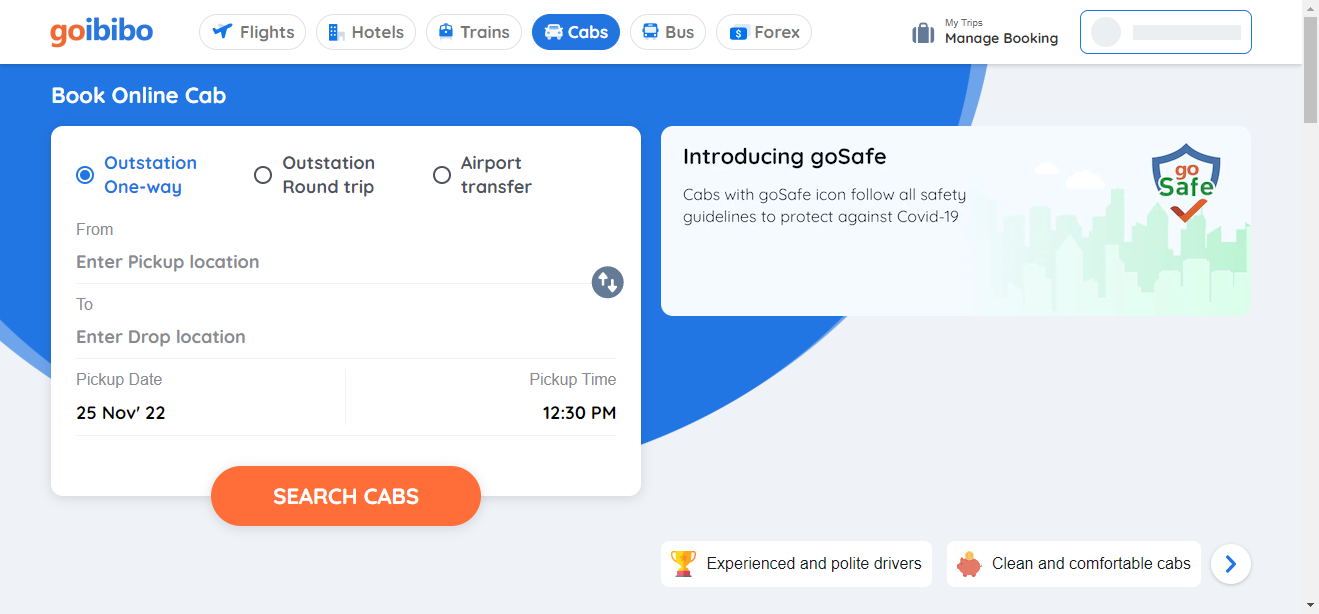 goibibo
Flights
Hotels
Trains
Cabs
Bus
Forex
My Trips
Manage Booking
Book Online Cab
Outstation
One-way
Outstation
Round trip
Airport
transfer
From
Enter Pickup location
To
Enter Drop location
Pickup Date
Pickup Time
25 Nov' 22
12:30 PM
SEARCH CABS
Introducing goSafe
Cabs with goSafe icon follow all safety
guidelines to protect against Covid-19
go
Safe
Experienced and polite drivers
Clean and comfortable cabs